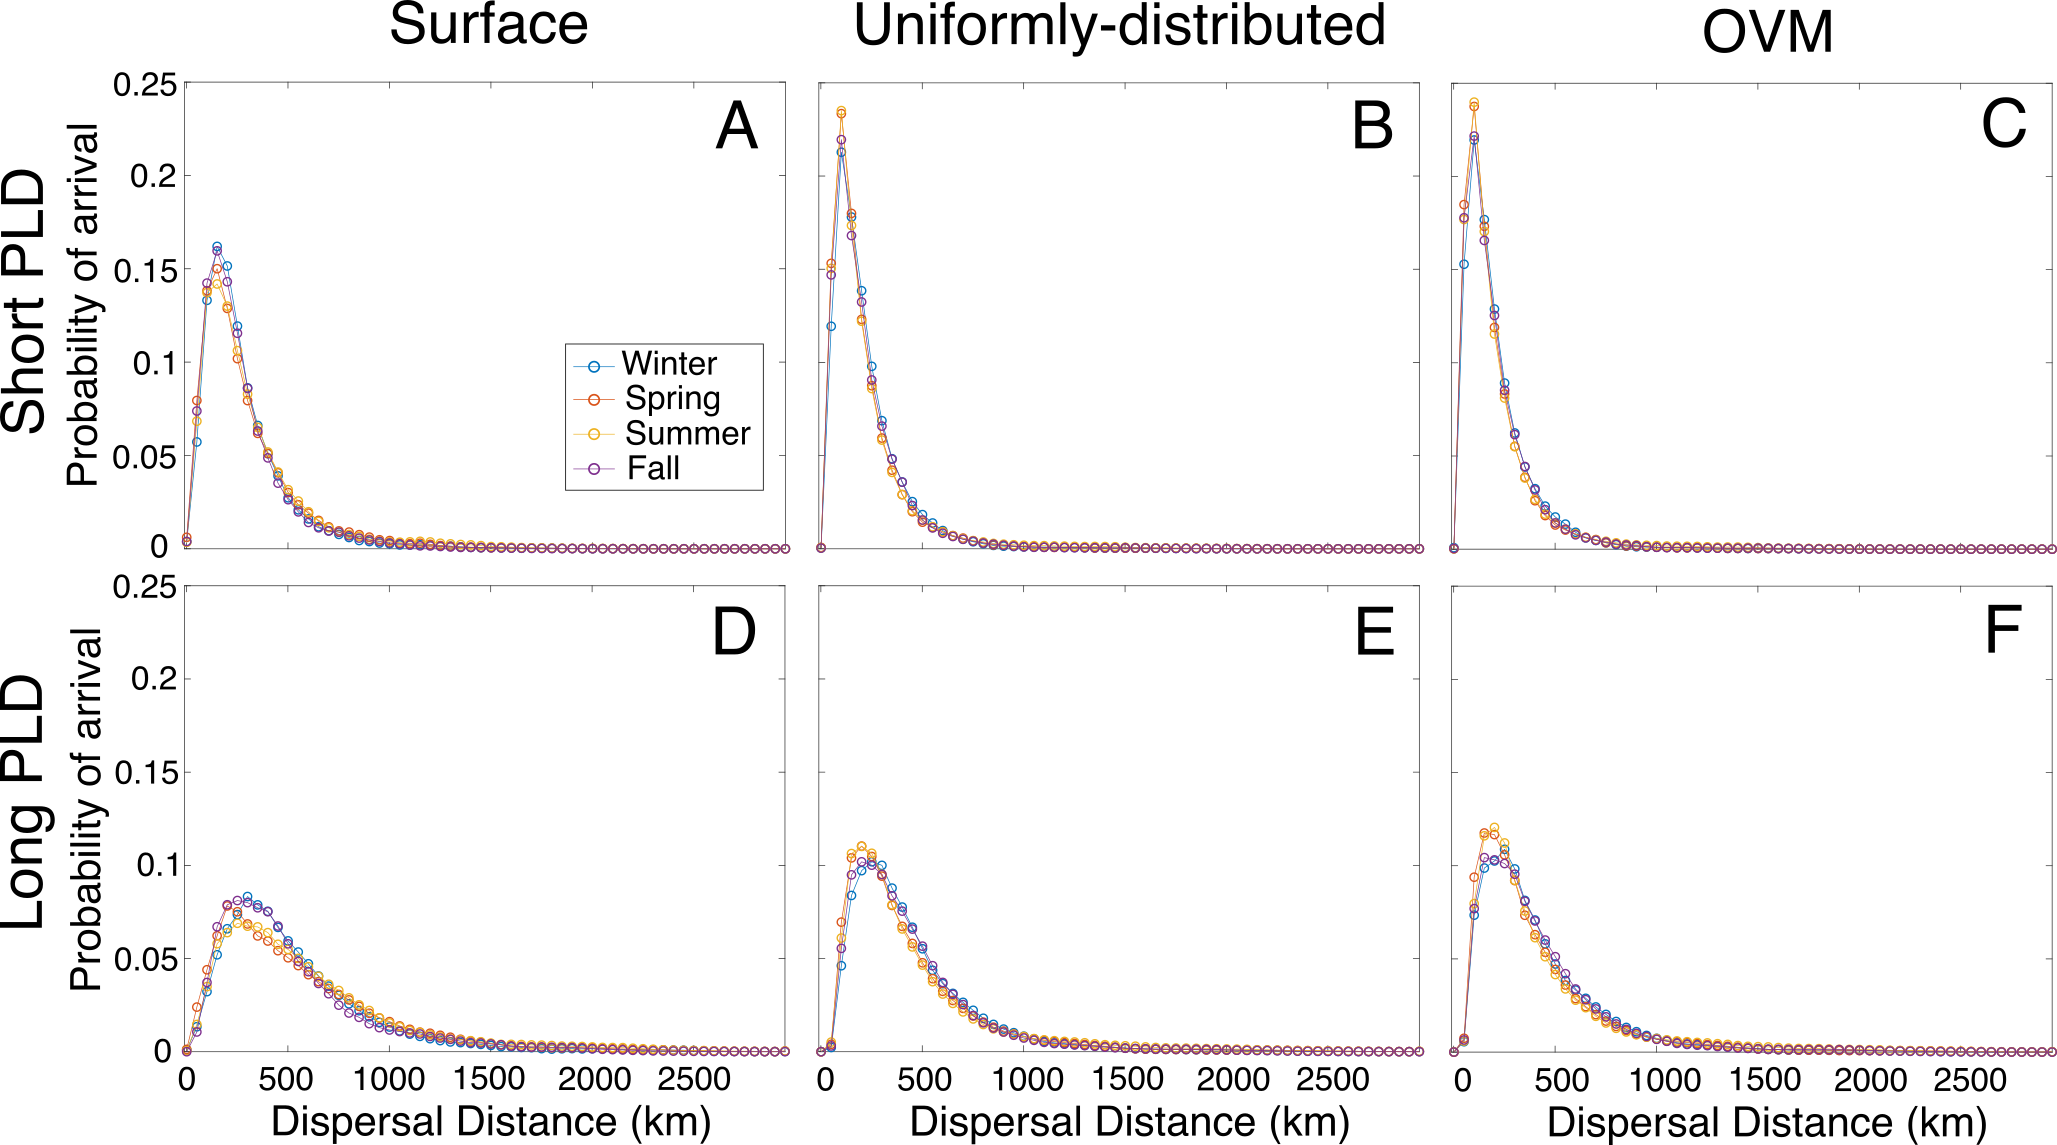 Surface
Uniformly-distributed
OVM
Short PLD
Probability of arrival
0.25
0.2
0.15
0.1
0.05
0
A
Winter
Spring
Summer
Fall
B
C
Long PLD
Probability of arrival
0.25
0.2
0.15
0.1
0.05
0
D
E
F
0 500 1000 1500 2000 2500
0 500 1000 1500 2000 2500
0 500 1000 1500 2000 2500
Dispersal Distance (km)
Dispersal Distance (km)
Dispersal Distance (km)